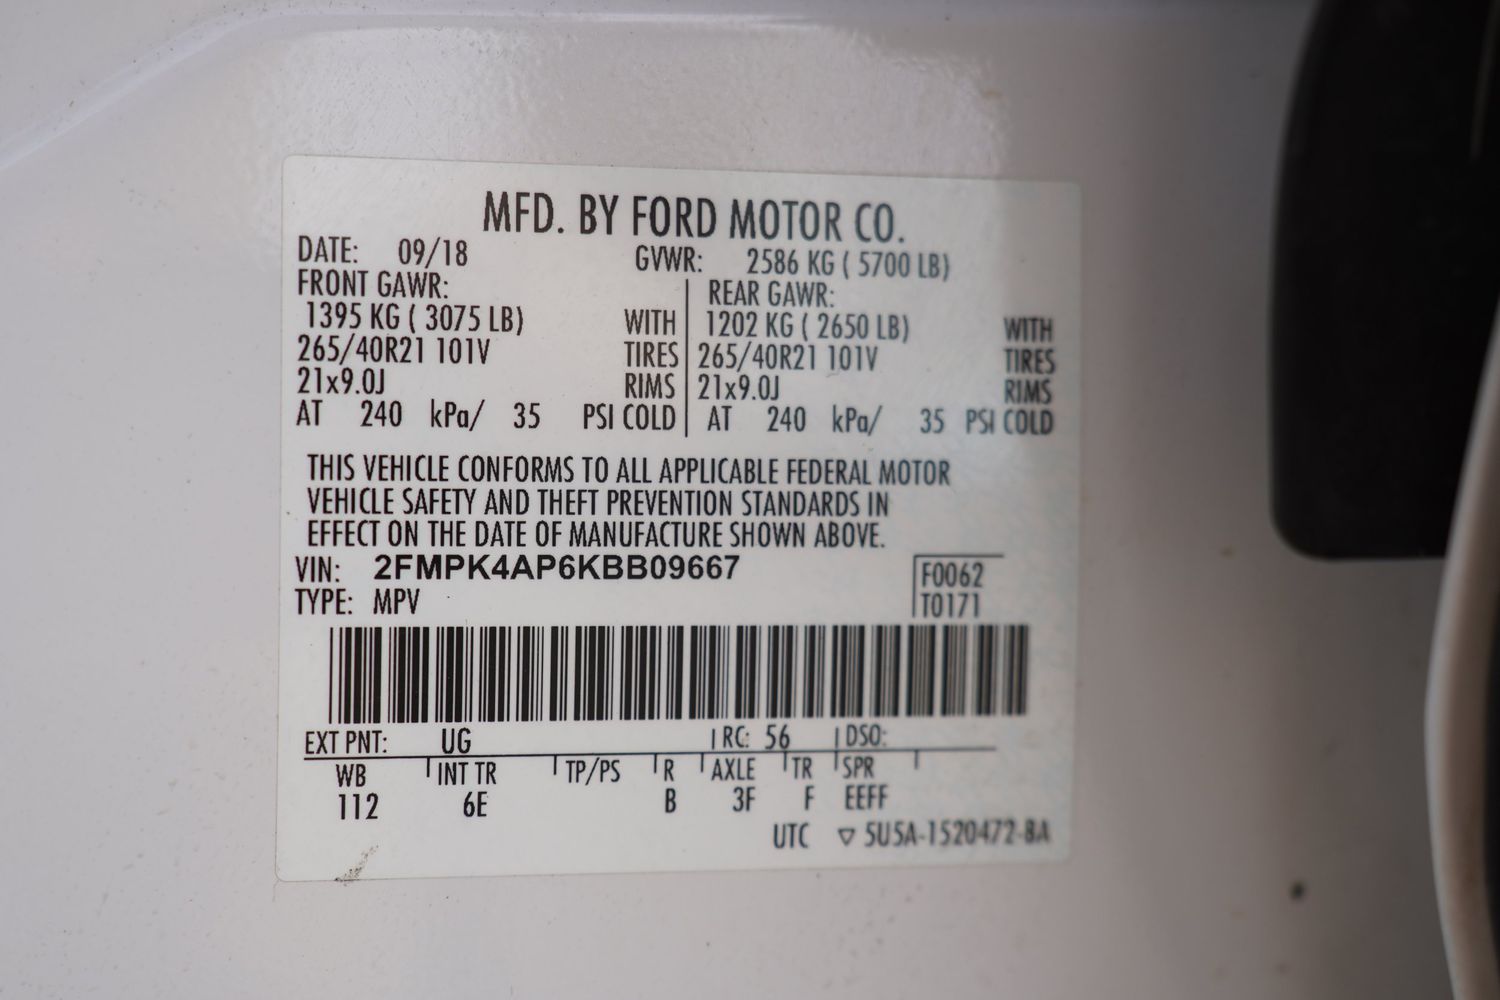 MFD. BY FORD MOTOR CO.
DATE: 09/18 GVWR: 2586 KG ( 5700 LB)
FRONT GAWR: REAR GAWR:
1395 KG ( 3075 LB) WITH 1202 KG ( 2650 LB) WITH
265/40R21 101V TIRES 265/40R21 101V TIRES
21x9.0J RIMS 21x9.0J RIMS
AT 240 kPa/ 35 PSI COLD AT 240 kPa/ 35 PSI COLD
THIS VEHICLE CONFORMS TO ALL APPLICABLE FEDERAL MOTOR
VEHICLE SAFETY AND THEFT PREVENTION STANDARDS IN
EFFECT ON THE DATE OF MANUFACTURE SHOWN ABOVE.
VIN: 2FMPK4AP6KBB09667 F0062
TYPE: MPV T0171
EXT PNT: UG RC: 56 DSO:
WB INT TR TP/PS R AXLE TR SPR
112 6E B 3F F EEFF
UTC ▽ 5U5A-1520472-BA